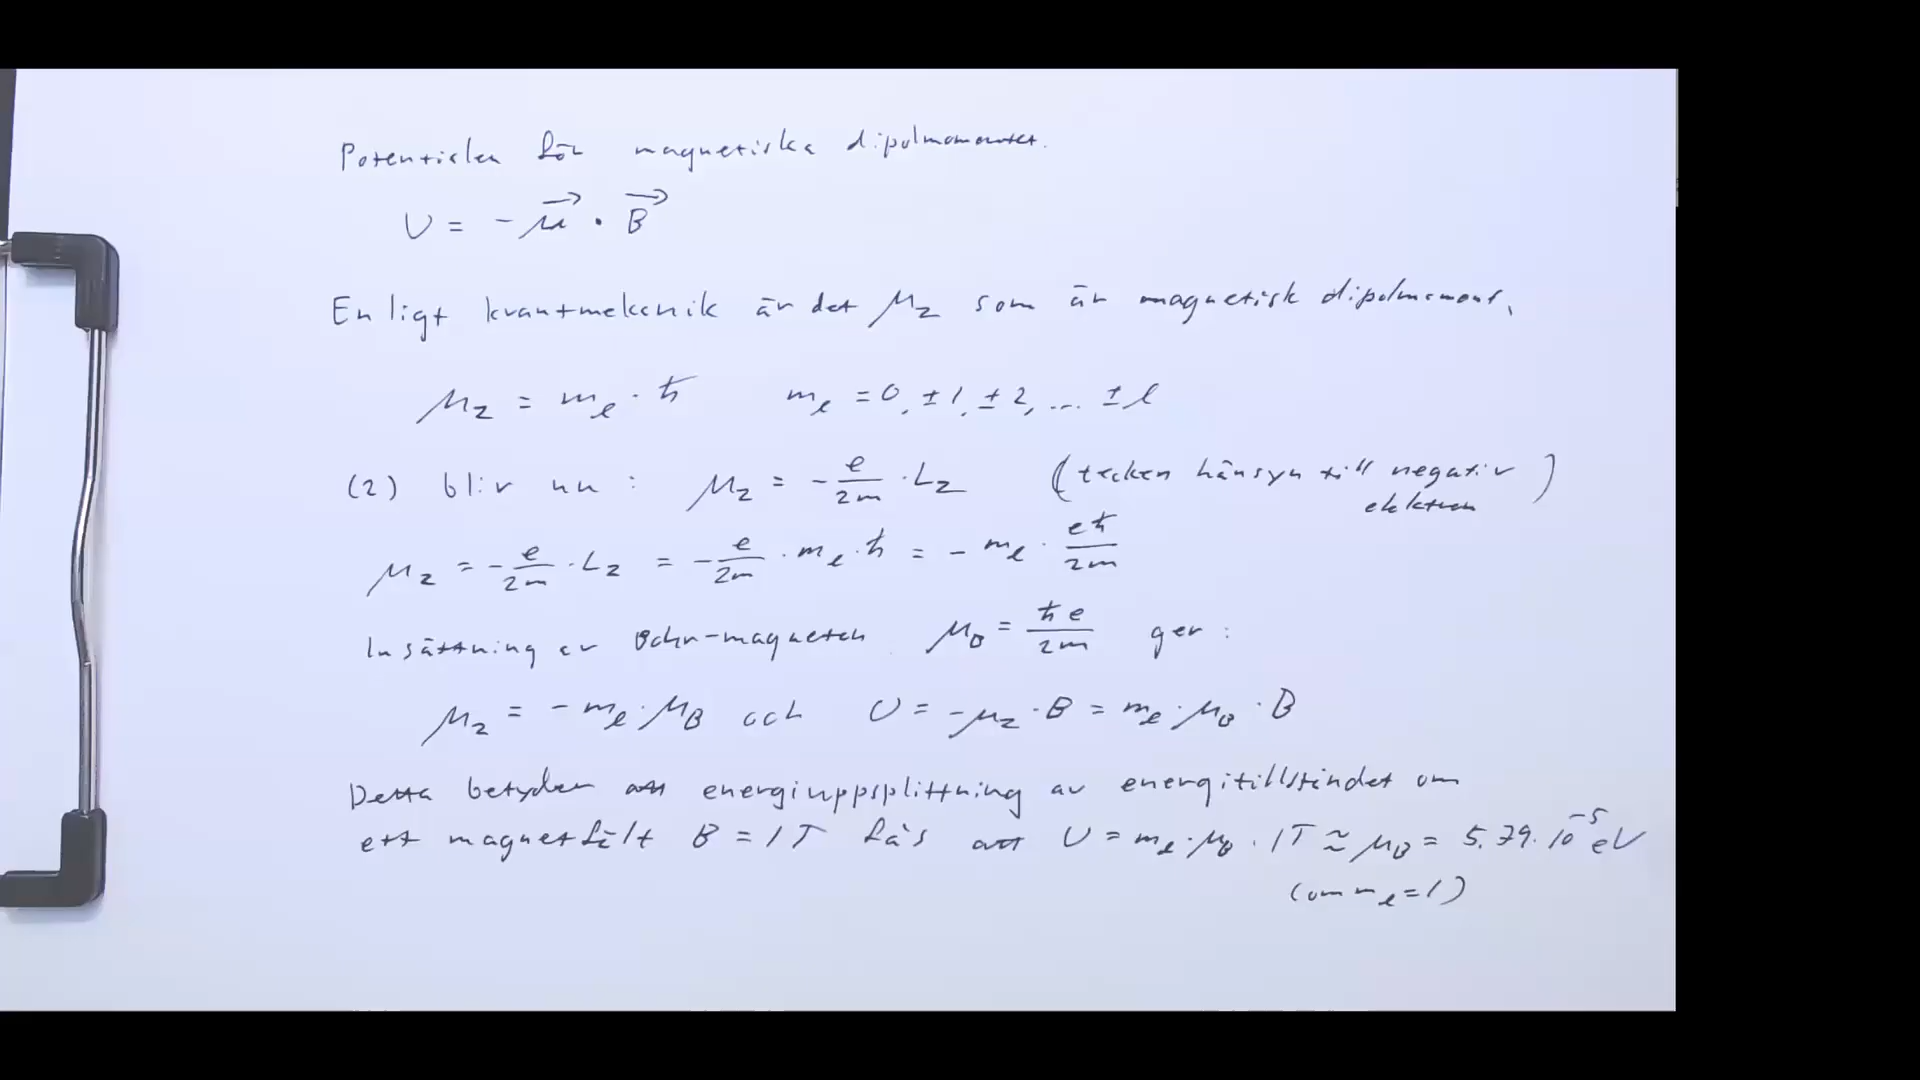 Potentialen för magnetiska dipolmomentet.
U = - μ⃗ · B⃗
Enligt kvantmekanik är det μz som är magnetisk dipolmoment.
μz = mℓ · ħ    mℓ = 0, ±1, ±2, ... ±ℓ
(2) blir nu : μz = - e/2m · Lz (tecken hänsyn till negativ elektron)
μz = - e/2m · Lz = - e/2m · mℓ · ħ = - mℓ · eħ/2m
Insättning av Bohr-magneten μB = ħe/2m ger :
μz = - mℓ · μB och U = -μz · B = mℓ · μB · B
Detta betyder att energiuppsplittning av energitillståndet om
ett magnetfält B = 1T fås att U = mℓ · μB · 1T ≈ μB = 5,79 · 10⁻⁵ eV
(om mℓ = 1)